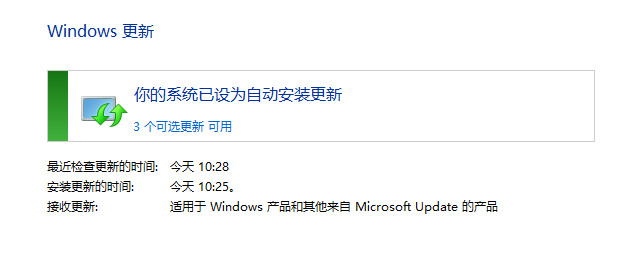 Windows 更新
你的系统已设为自动安装更新
3 个可选更新 可用
最近检查更新的时间: 今天 10:28
安装更新的时间: 今天 10:25。
接收更新: 适用于 Windows 产品和其他来自 Microsoft Update 的产品